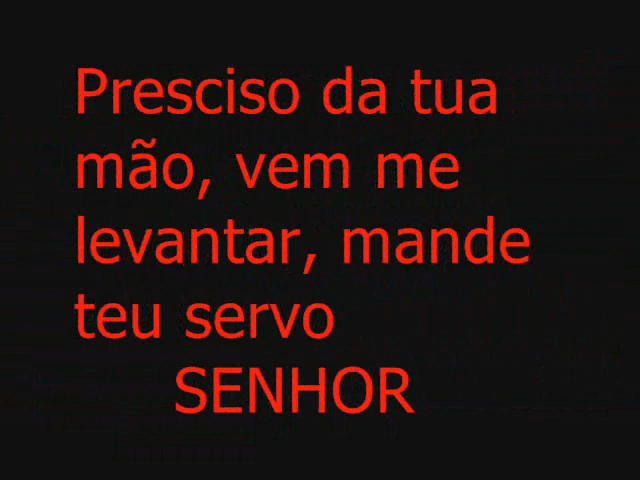 Presciso da tua
mão, vem me
levantar, mande
teu servo
SENHOR